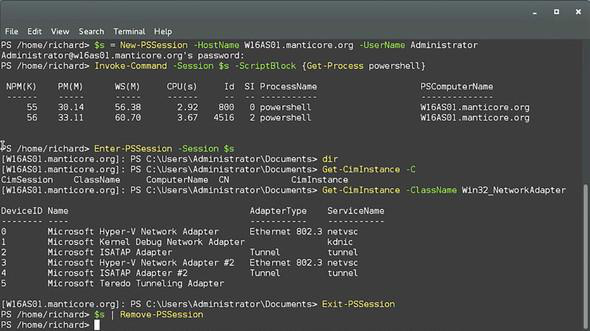 File Edit View Search Terminal Help
PS /home/richard> $s = New-PSSession -HostName W16AS01.manticore.org -UserName Administrator
Administrator@w16as01.manticore.org's password:
PS /home/richard> Invoke-Command -Session $s -ScriptBlock {Get-Process powershell}
NPM(K) PM(M) WS(M) CPU(s) Id SI ProcessName PSComputerName
------ ----- ----- ------ -- -- ----------- --------------
55 30.14 56.38 2.92 800 0 powershell W16AS01.manticore.org
56 33.11 60.70 3.67 4516 2 powershell W16AS01.manticore.org
PS /home/richard> Enter-PSSession -Session $s
[W16AS01.manticore.org]: PS C:\Users\Administrator\Documents> dir
[W16AS01.manticore.org]: PS C:\Users\Administrator\Documents> Get-CimInstance -C
CimSession ClassName ComputerName CN CimInstance
[W16AS01.manticore.org]: PS C:\Users\Administrator\Documents> Get-CimInstance -ClassName Win32_NetworkAdapter
DeviceID Name AdapterType ServiceName
-------- ---- ----------- -----------
0 Microsoft Hyper-V Network Adapter Ethernet 802.3 netvsc
1 Microsoft Kernel Debug Network Adapter kdnic
2 Microsoft ISATAP Adapter Tunnel tunnel
3 Microsoft Hyper-V Network Adapter #2 Ethernet 802.3 netvsc
4 Microsoft ISATAP Adapter #2 Tunnel tunnel
5 Microsoft Teredo Tunneling Adapter
[W16AS01.manticore.org]: PS C:\Users\Administrator\Documents> Exit-PSSession
PS /home/richard> $s | Remove-PSSession
PS /home/richard>